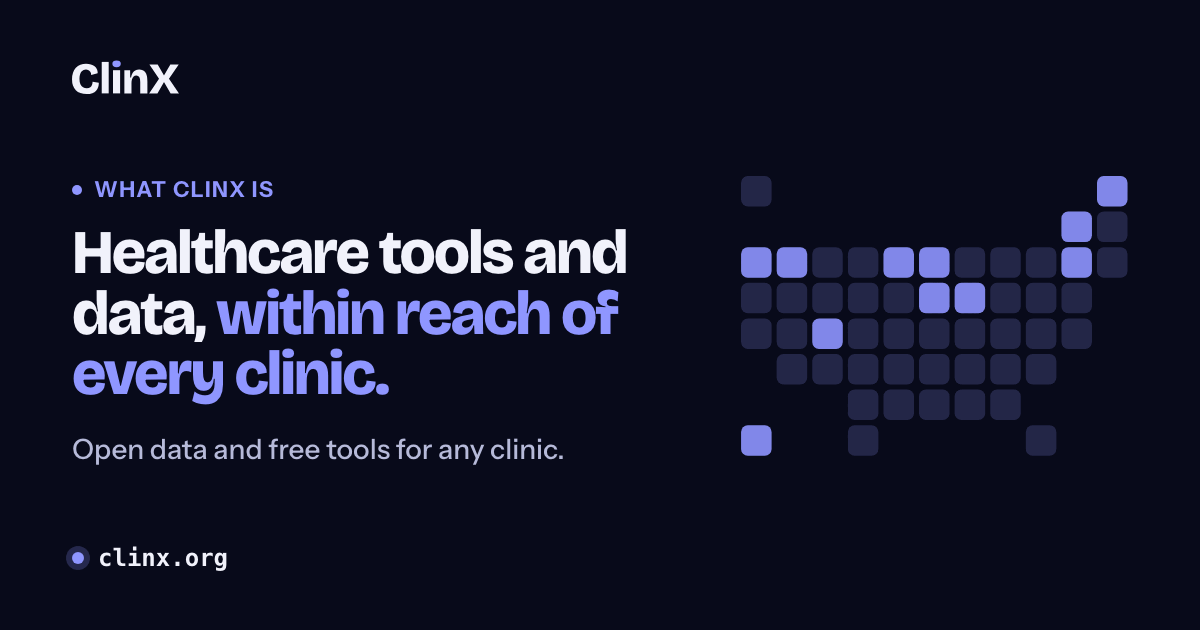 ClinX
WHAT CLINX IS
Healthcare tools and
data, within reach of
every clinic.
Open data and free tools for any clinic.
clinx.org